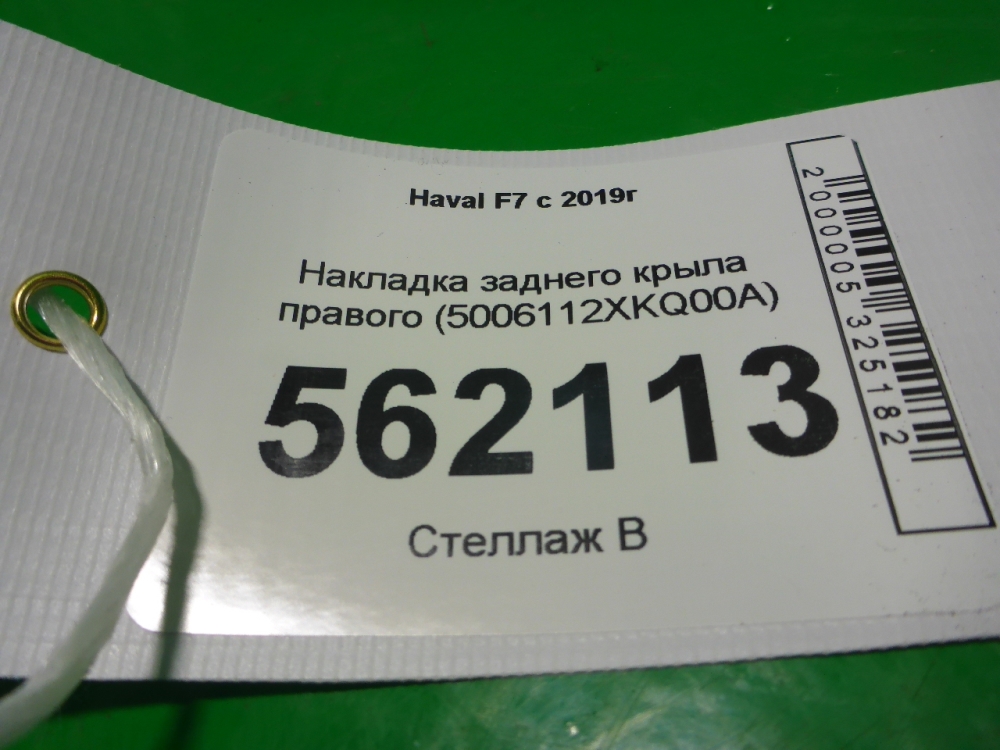 Haval F7 с 2019г
Накладка заднего крыла
правого (5006112XKQ00A)
562113
Стеллаж В
2000005325182